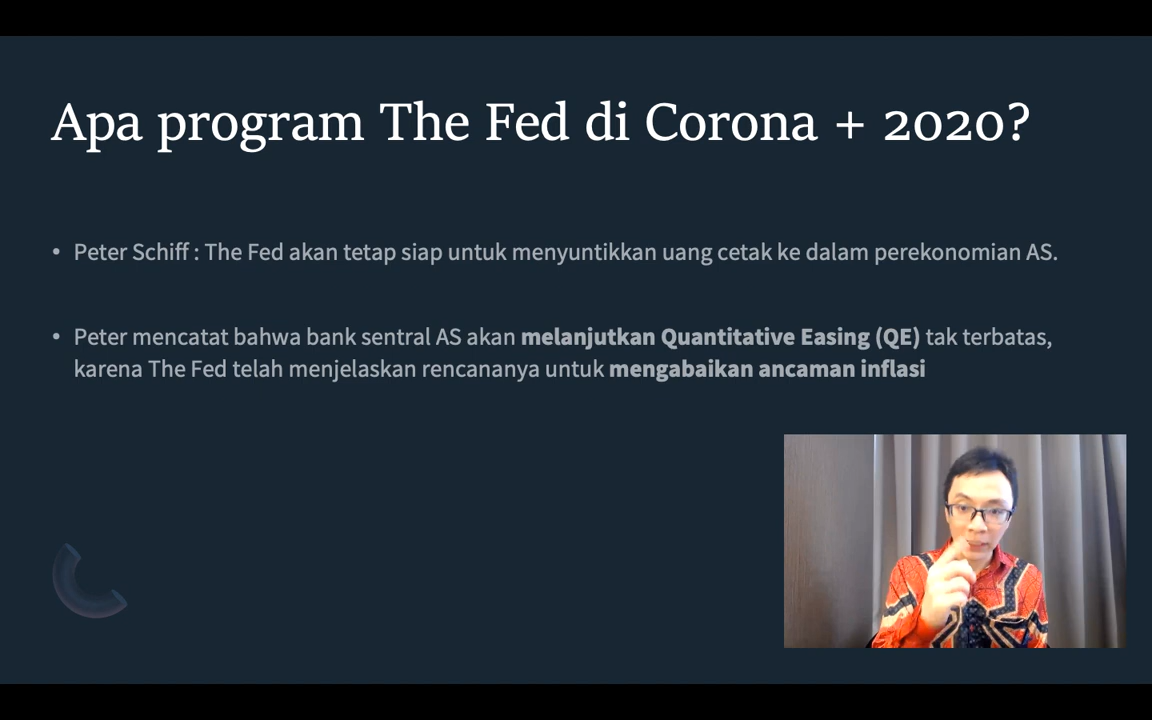 Apa program The Fed di Corona + 2020?
• Peter Schiff : The Fed akan tetap siap untuk menyuntikkan uang cetak ke dalam perekonomian AS.
• Peter mencatat bahwa bank sentral AS akan melanjutkan Quantitative Easing (QE) tak terbatas,
karena The Fed telah menjelaskan rencananya untuk mengabaikan ancaman inflasi